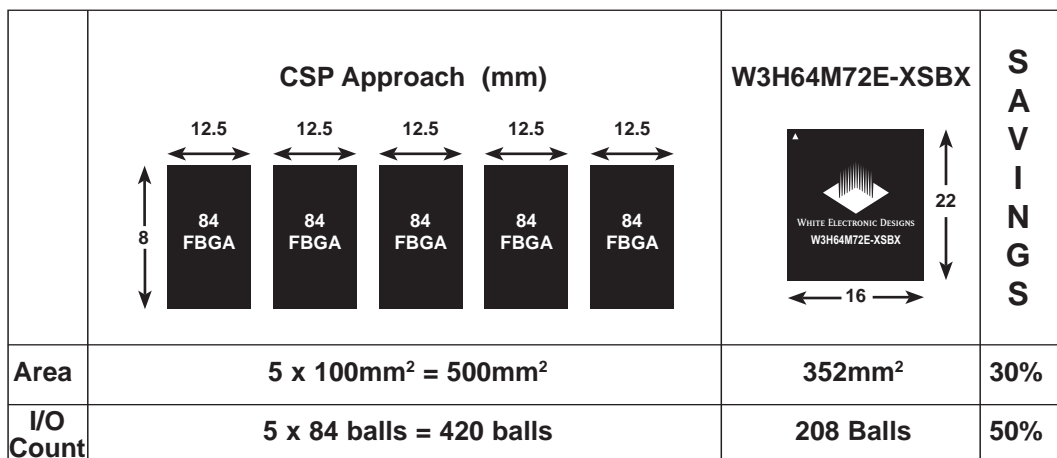 CSP Approach (mm)
W3H64M72E-XSBX
SAVINGS
12.5
12.5
12.5
12.5
12.5
8
84
FBGA
84
FBGA
84
FBGA
84
FBGA
84
FBGA
WHITE ELECTRONIC DESIGNS
W3H64M72E-XSBX
22
16
Area
5 x 100mm² = 500mm²
352mm²
30%
I/O
Count
5 x 84 balls = 420 balls
208 Balls
50%